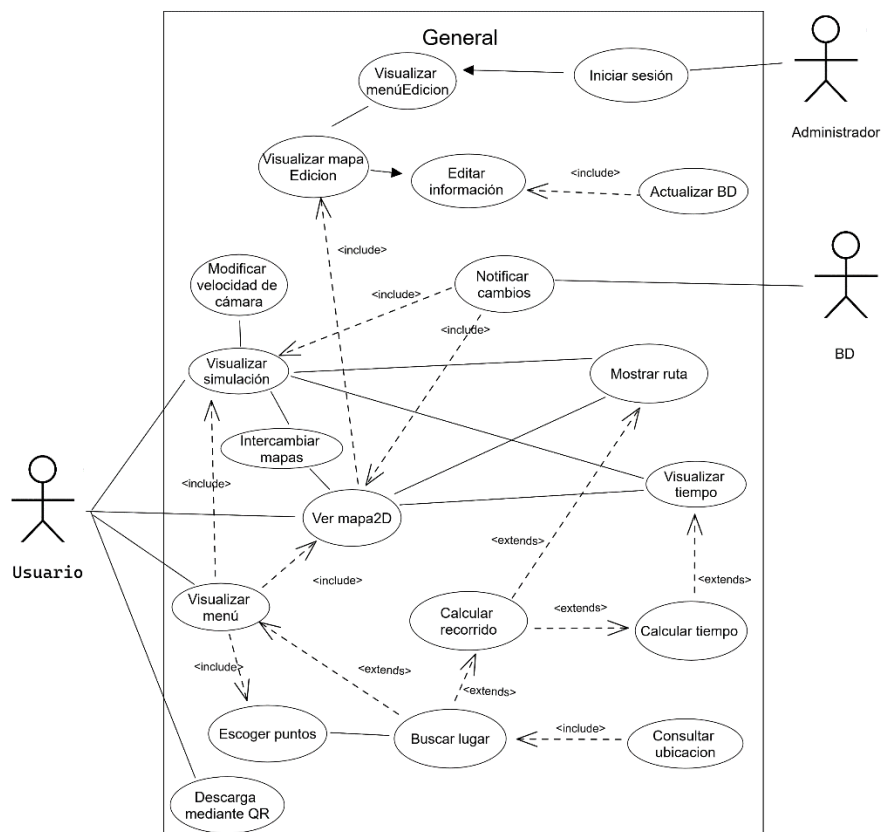 General
Visualizar
menúEdicion
Iniciar sesión
Administrador
Visualizar mapa
Edicion
Editar
información
<include>
Actualizar BD
<include>
Modificar
velocidad de
cámara
<include>
Notificar
cambios
<include>
BD
Visualizar
simulación
Mostrar ruta
Intercambiar
mapas
<include>
Visualizar
tiempo
Ver mapa2D
Usuario
<extends>
<include>
<extends>
Visualizar
menú
Calcular
recorrido
<extends>
Calcular tiempo
<include>
<extends>
<extends>
Escoger puntos
Buscar lugar
<include>
Consultar
ubicacion
Descarga
mediante QR